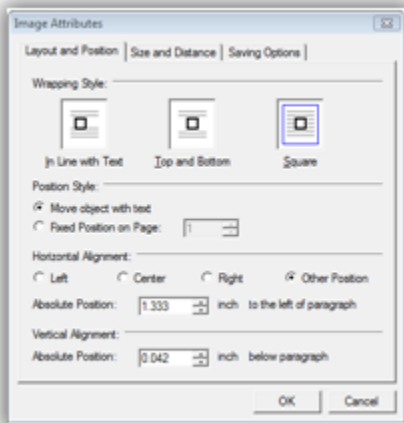 Image Attributes
Layout and Position Size and Distance Saving Options
Wrapping Style:
In Line with Text Top and Bottom Square
Position Style:
Move object with text
Fixed Position on Page: 1
Horizontal Alignment:
Left Center Right Other Position
Absolute Position: 1.333 inch to the left of paragraph
Vertical Alignment:
Absolute Position: 0.042 inch below paragraph
OK Cancel